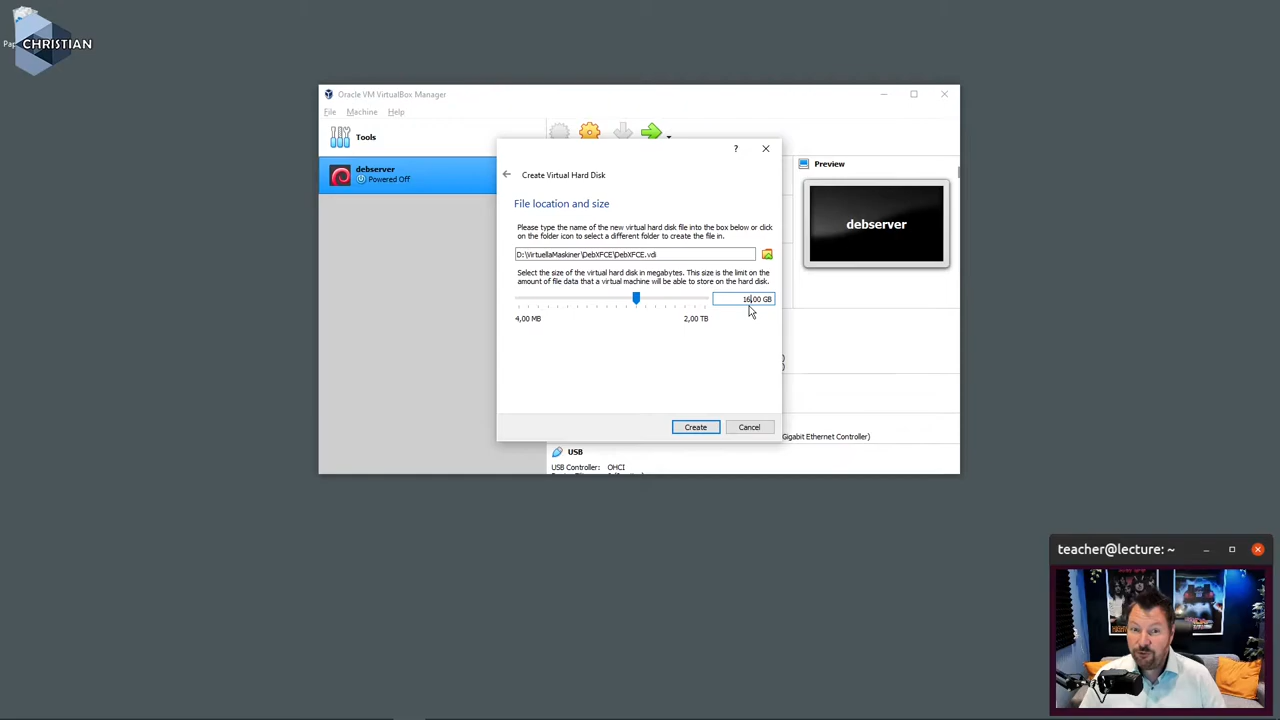 CHRISTIAN
Oracle VM VirtualBox Manager
File Machine Help
Tools
debserver
Powered Off
Preview
debserver
?
Create Virtual Hard Disk
File location and size
Please type the name of the new virtual hard disk file into the box below or click
on the folder icon to select a different folder to create the file in.
D:\VirtuellaMaskiner\DebXFCE\DebXFCE.vdi
Select the size of the virtual hard disk in megabytes. This size is the limit on the
amount of file data that a virtual machine will be able to store on the hard disk.
16,00 GB
4,00 MB
2,00 TB
Create
Cancel
Gigabit Ethernet Controller)
USB
USB Controller: OHCI
teacher@lecture: ~